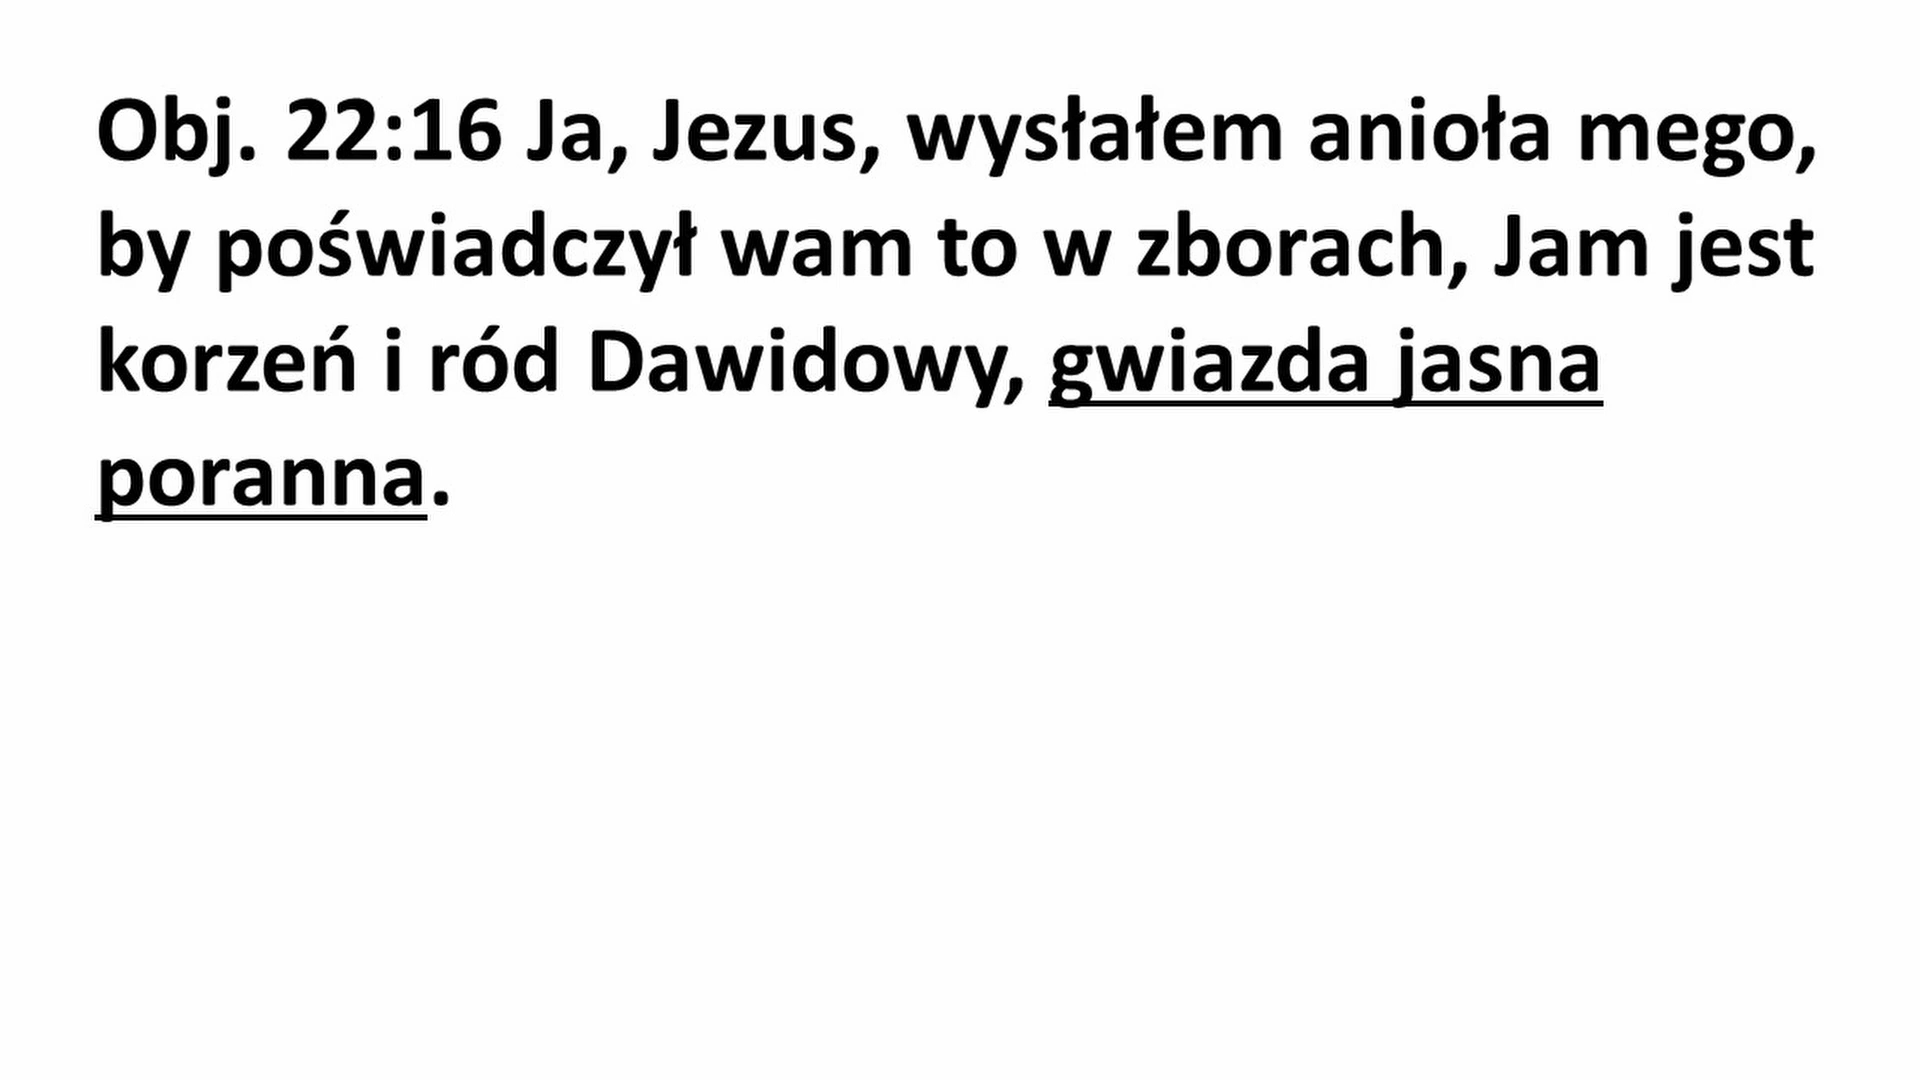 Obj. 22:16 Ja, Jezus, wysłałem anioła mego,
by poświadczył wam to w zborach, Jam jest
korzeń i ród Dawidowy, gwiazda jasna
poranna.